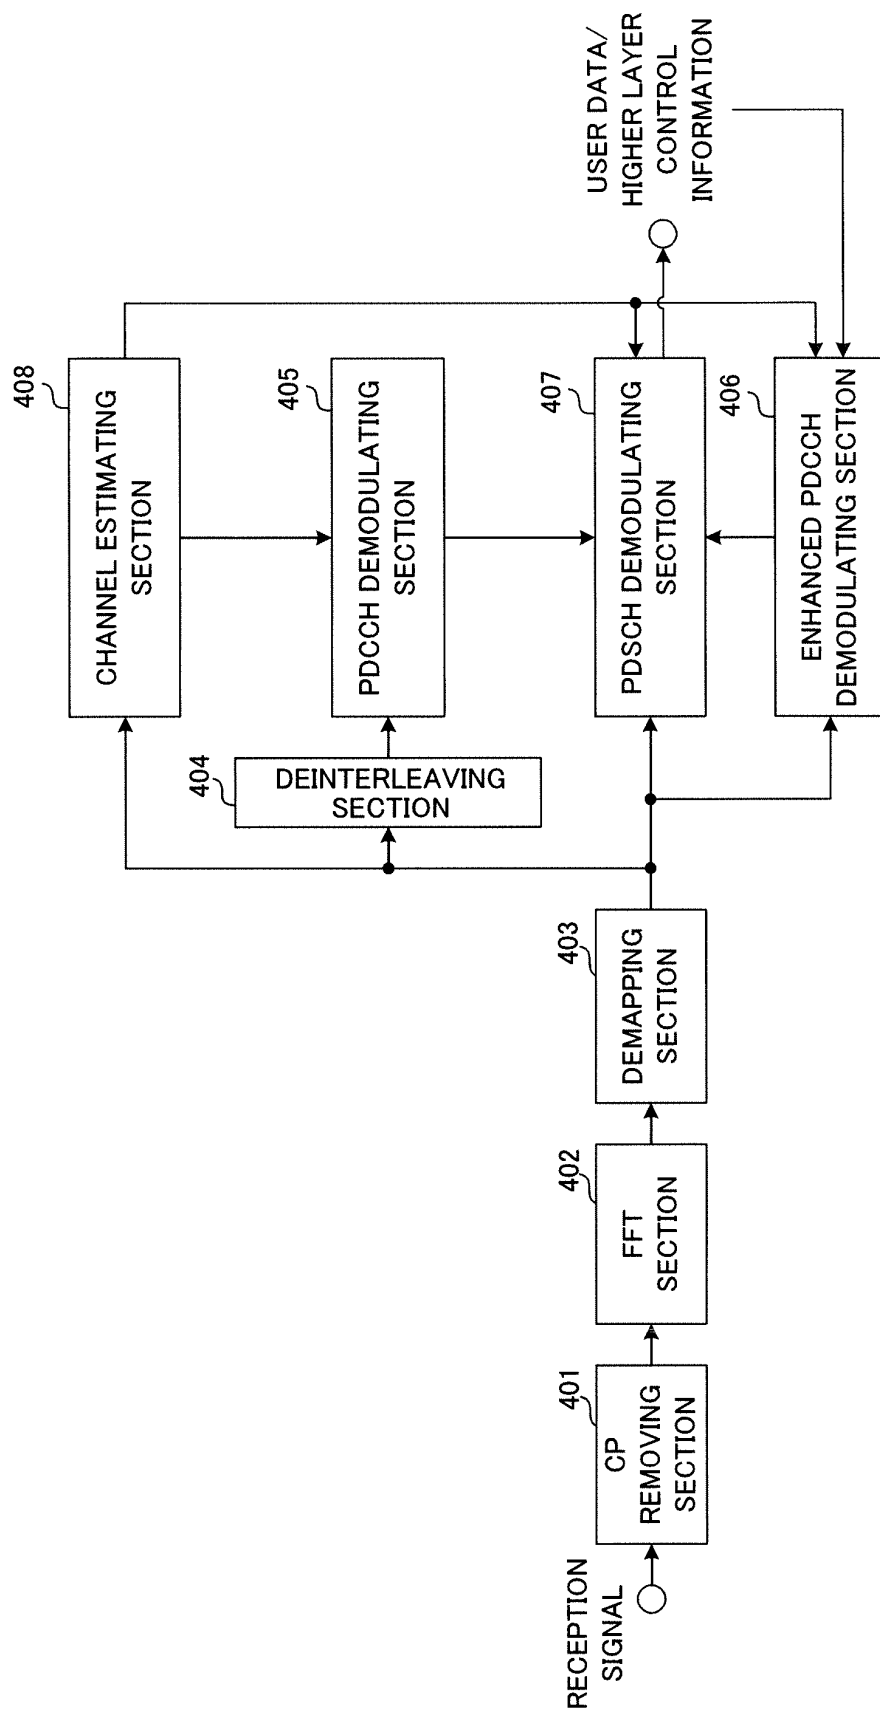 RECEPTION
SIGNAL
401
CP
REMOVING
SECTION
402
FFT
SECTION
403
DEMAPPING
SECTION
404
DEINTERLEAVING
SECTION
408
CHANNEL ESTIMATING
SECTION
405
PDCCH DEMODULATING
SECTION
407
PDSCH DEMODULATING
SECTION
406
ENHANCED PDCCH
DEMODULATING SECTION
USER DATA/
HIGHER LAYER
CONTROL
INFORMATION